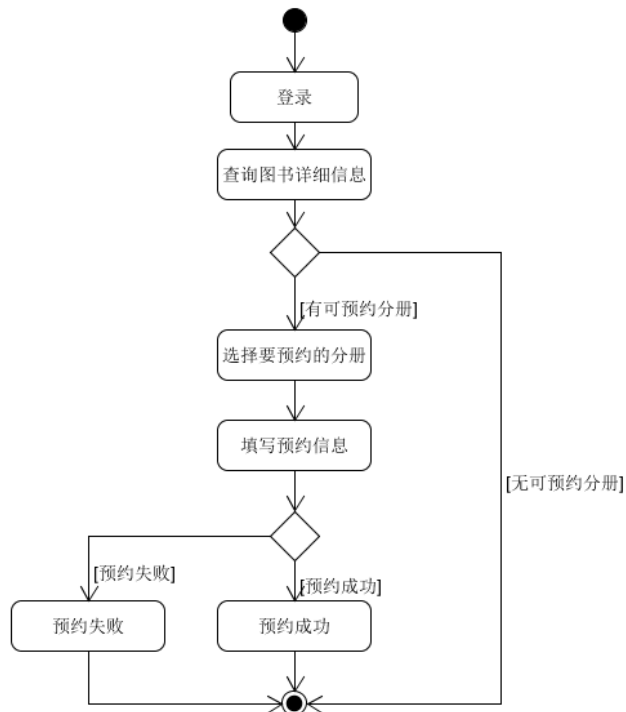 登录
查询图书详细信息
[有可预约分册]
选择要预约的分册
填写预约信息
[无可预约分册]
[预约失败]
[预约成功]
预约失败
预约成功